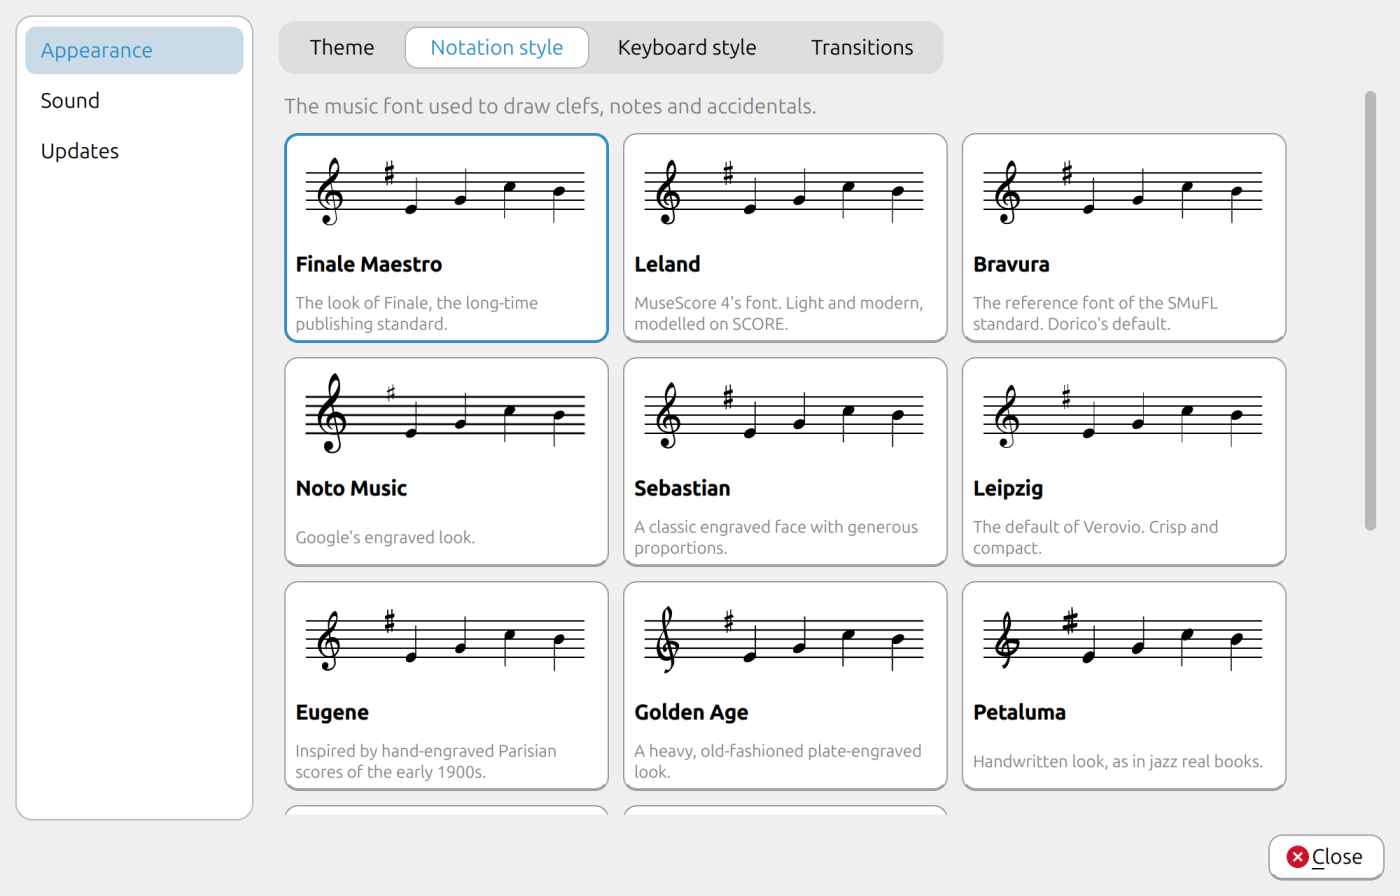 Appearance
Sound
Updates
Theme
Notation style
Keyboard style
Transitions
The music font used to draw clefs, notes and accidentals.
Finale Maestro
The look of Finale, the long-time
publishing standard.
Leland
MuseScore 4's font. Light and modern,
modelled on SCORE.
Bravura
The reference font of the SMuFL
standard. Dorico's default.
Noto Music
Google's engraved look.
Sebastian
A classic engraved face with generous
proportions.
Leipzig
The default of Verovio. Crisp and
compact.
Eugene
Inspired by hand-engraved Parisian
scores of the early 1900s.
Golden Age
A heavy, old-fashioned plate-engraved
look.
Petaluma
Handwritten look, as in jazz real books.
Close